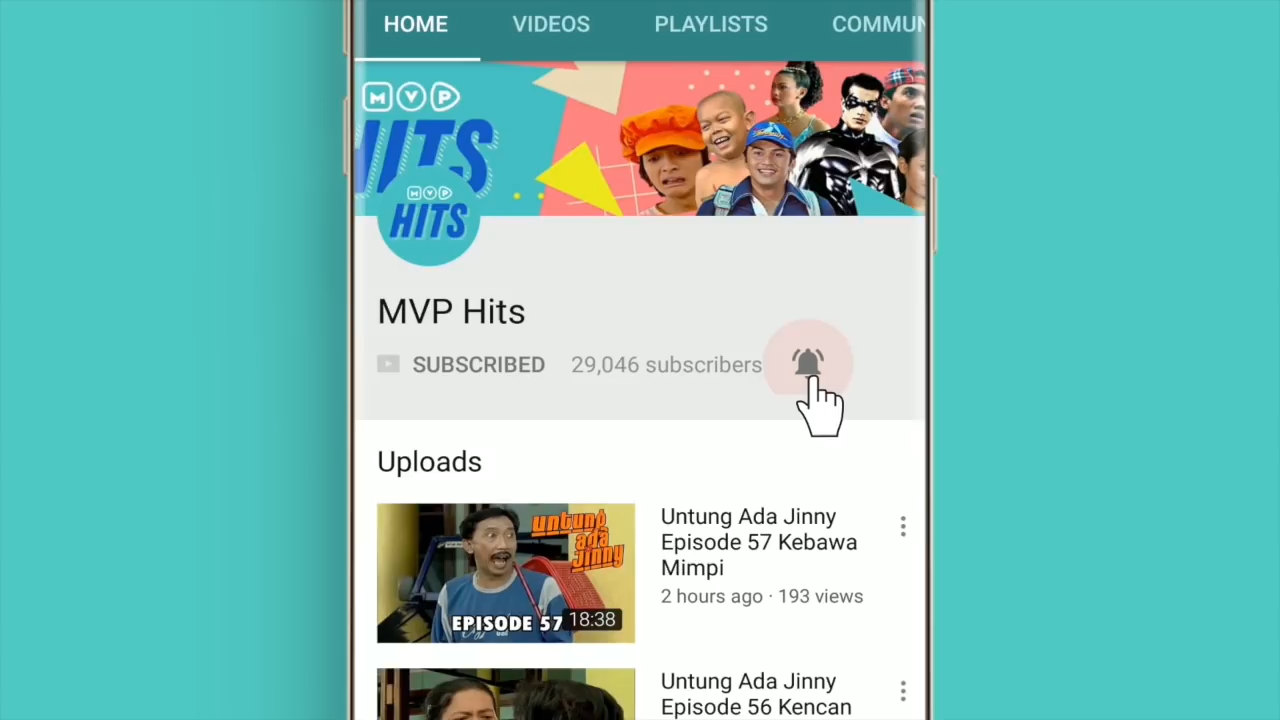 HOME VIDEOS PLAYLISTS COMMUN
MVP
HITS
MVP
HITS
MVP Hits
SUBSCRIBED 29,046 subscribers
Uploads
untung
ada
Jinny
EPISODE 57 18:38
Untung Ada Jinny
Episode 57 Kebawa
Mimpi
2 hours ago · 193 views
Untung Ada Jinny
Episode 56 Kencan